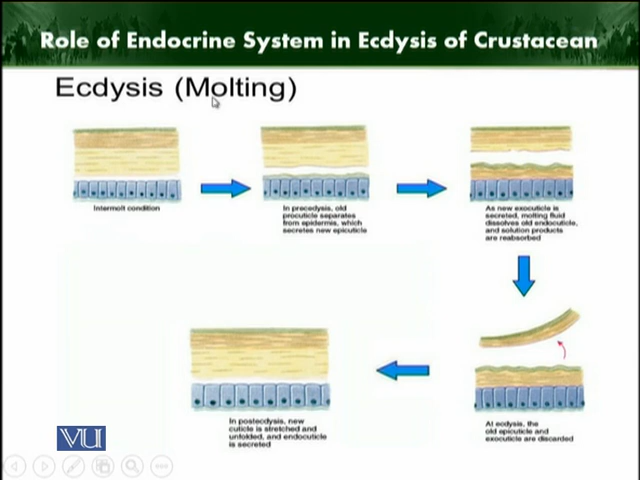 Role of Endocrine System in Ecdysis of Crustacean
Ecdysis (Molting)
Intermolt condition
In preedysis, old
procuticle separates
from epidermis, which
secretes new epicuticle
As new exocuticle is
secreted, molting fluid
dissolves old endocuticle,
and solution products
are reabsorbed
At ecdysis, the
old epicuticle and
exocuticle are discarded
In postecdysis, new
cuticle is stretched and
unfolded, and endocuticle
is secreted
VU